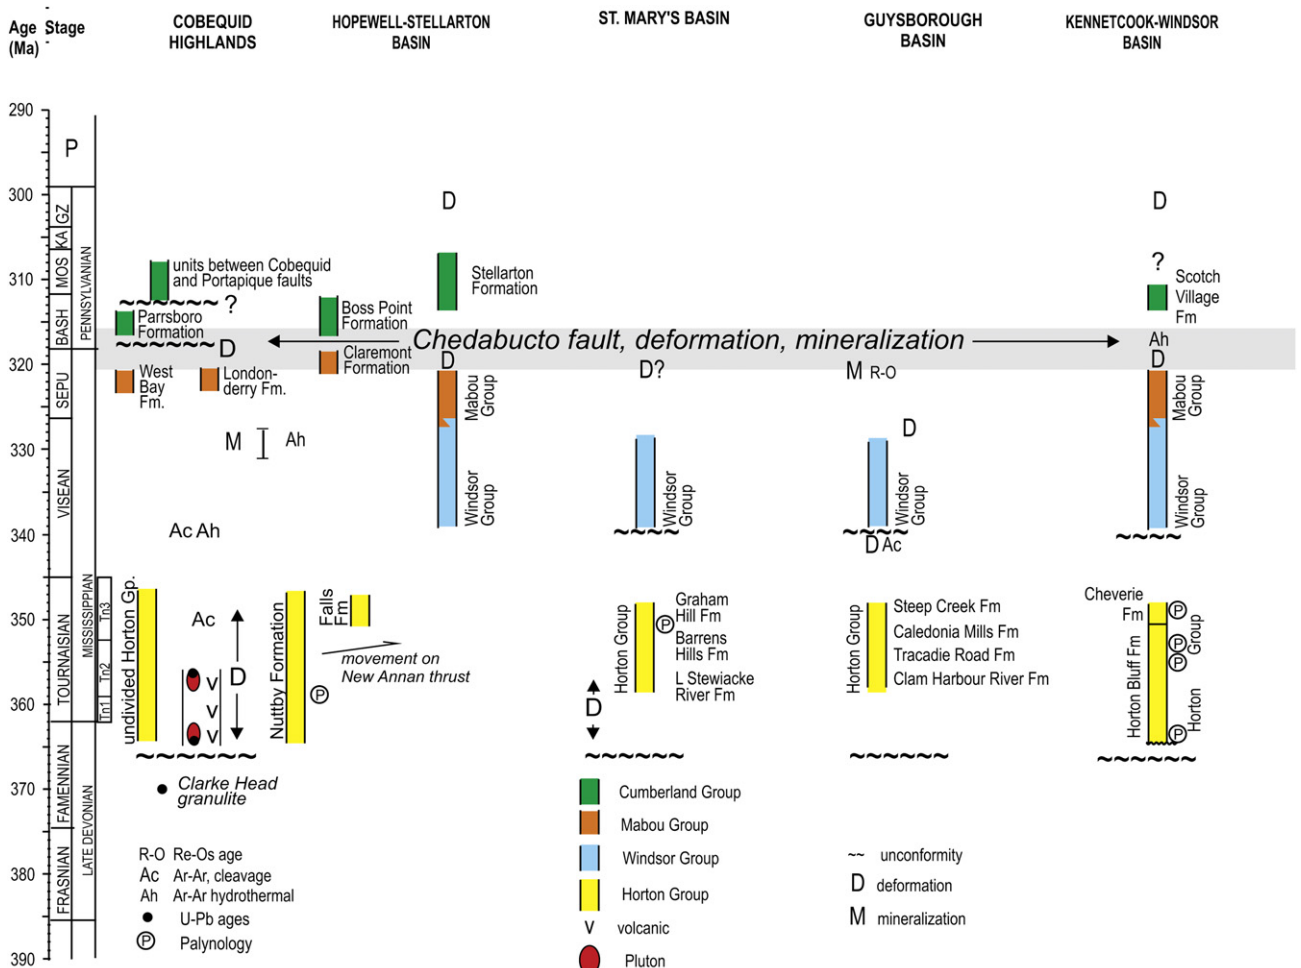 Age Stage
(Ma)
COBEQUID
HIGHLANDS
HOPEWELL-STELLARTON
BASIN
ST. MARY'S BASIN
GUYSBOROUGH
BASIN
KENNETCOOK-WINDSOR
BASIN
290
300
310
320
330
340
350
360
370
380
390
P
GZ
KA
MOS
BASH
SEPU
VISEAN
TOURNAISIAN
FAMENNIAN
FRASNIAN
PENNSYLVANIAN
MISSISSIPPIAN
LATE DEVONIAN
Tn3
Tn2
Tn1
units between Cobequid
and Portapique faults
?
Parrsboro
Formation
D
West
Bay
Fm.
London-
derry Fm.
M
Ah
Ac Ah
undivided Horton Gp.
Ac
D
v
v
v
Clarke Head
granulite
Boss Point
Formation
Claremont
Formation
Nuttby Formation
P
Falls
Fm
movement on
New Annan thrust
D
Stellarton
Formation
Chedabucto fault, deformation, mineralization
D
Mabou
Group
Windsor
Group
D?
Windsor
Group
Horton Group
P
Graham
Hill Fm
Barrens
Hills Fm
L Stewiacke
River Fm
D
M R-O
D
Windsor
Group
D Ac
Horton Group
Steep Creek Fm
Caledonia Mills Fm
Tracadie Road Fm
Clam Harbour River Fm
D
?
Scotch
Village
Fm
Ah
D
Mabou
Group
Windsor
Group
Cheverie
Fm
Horton Bluff Fm
P
P
P
P
Horton Group
R-O Re-Os age
Ac Ar-Ar, cleavage
Ah Ar-Ar hydrothermal
U-Pb ages
P Palynology
Cumberland Group
Mabou Group
Windsor Group
Horton Group
v volcanic
Pluton
~~ unconformity
D deformation
M mineralization